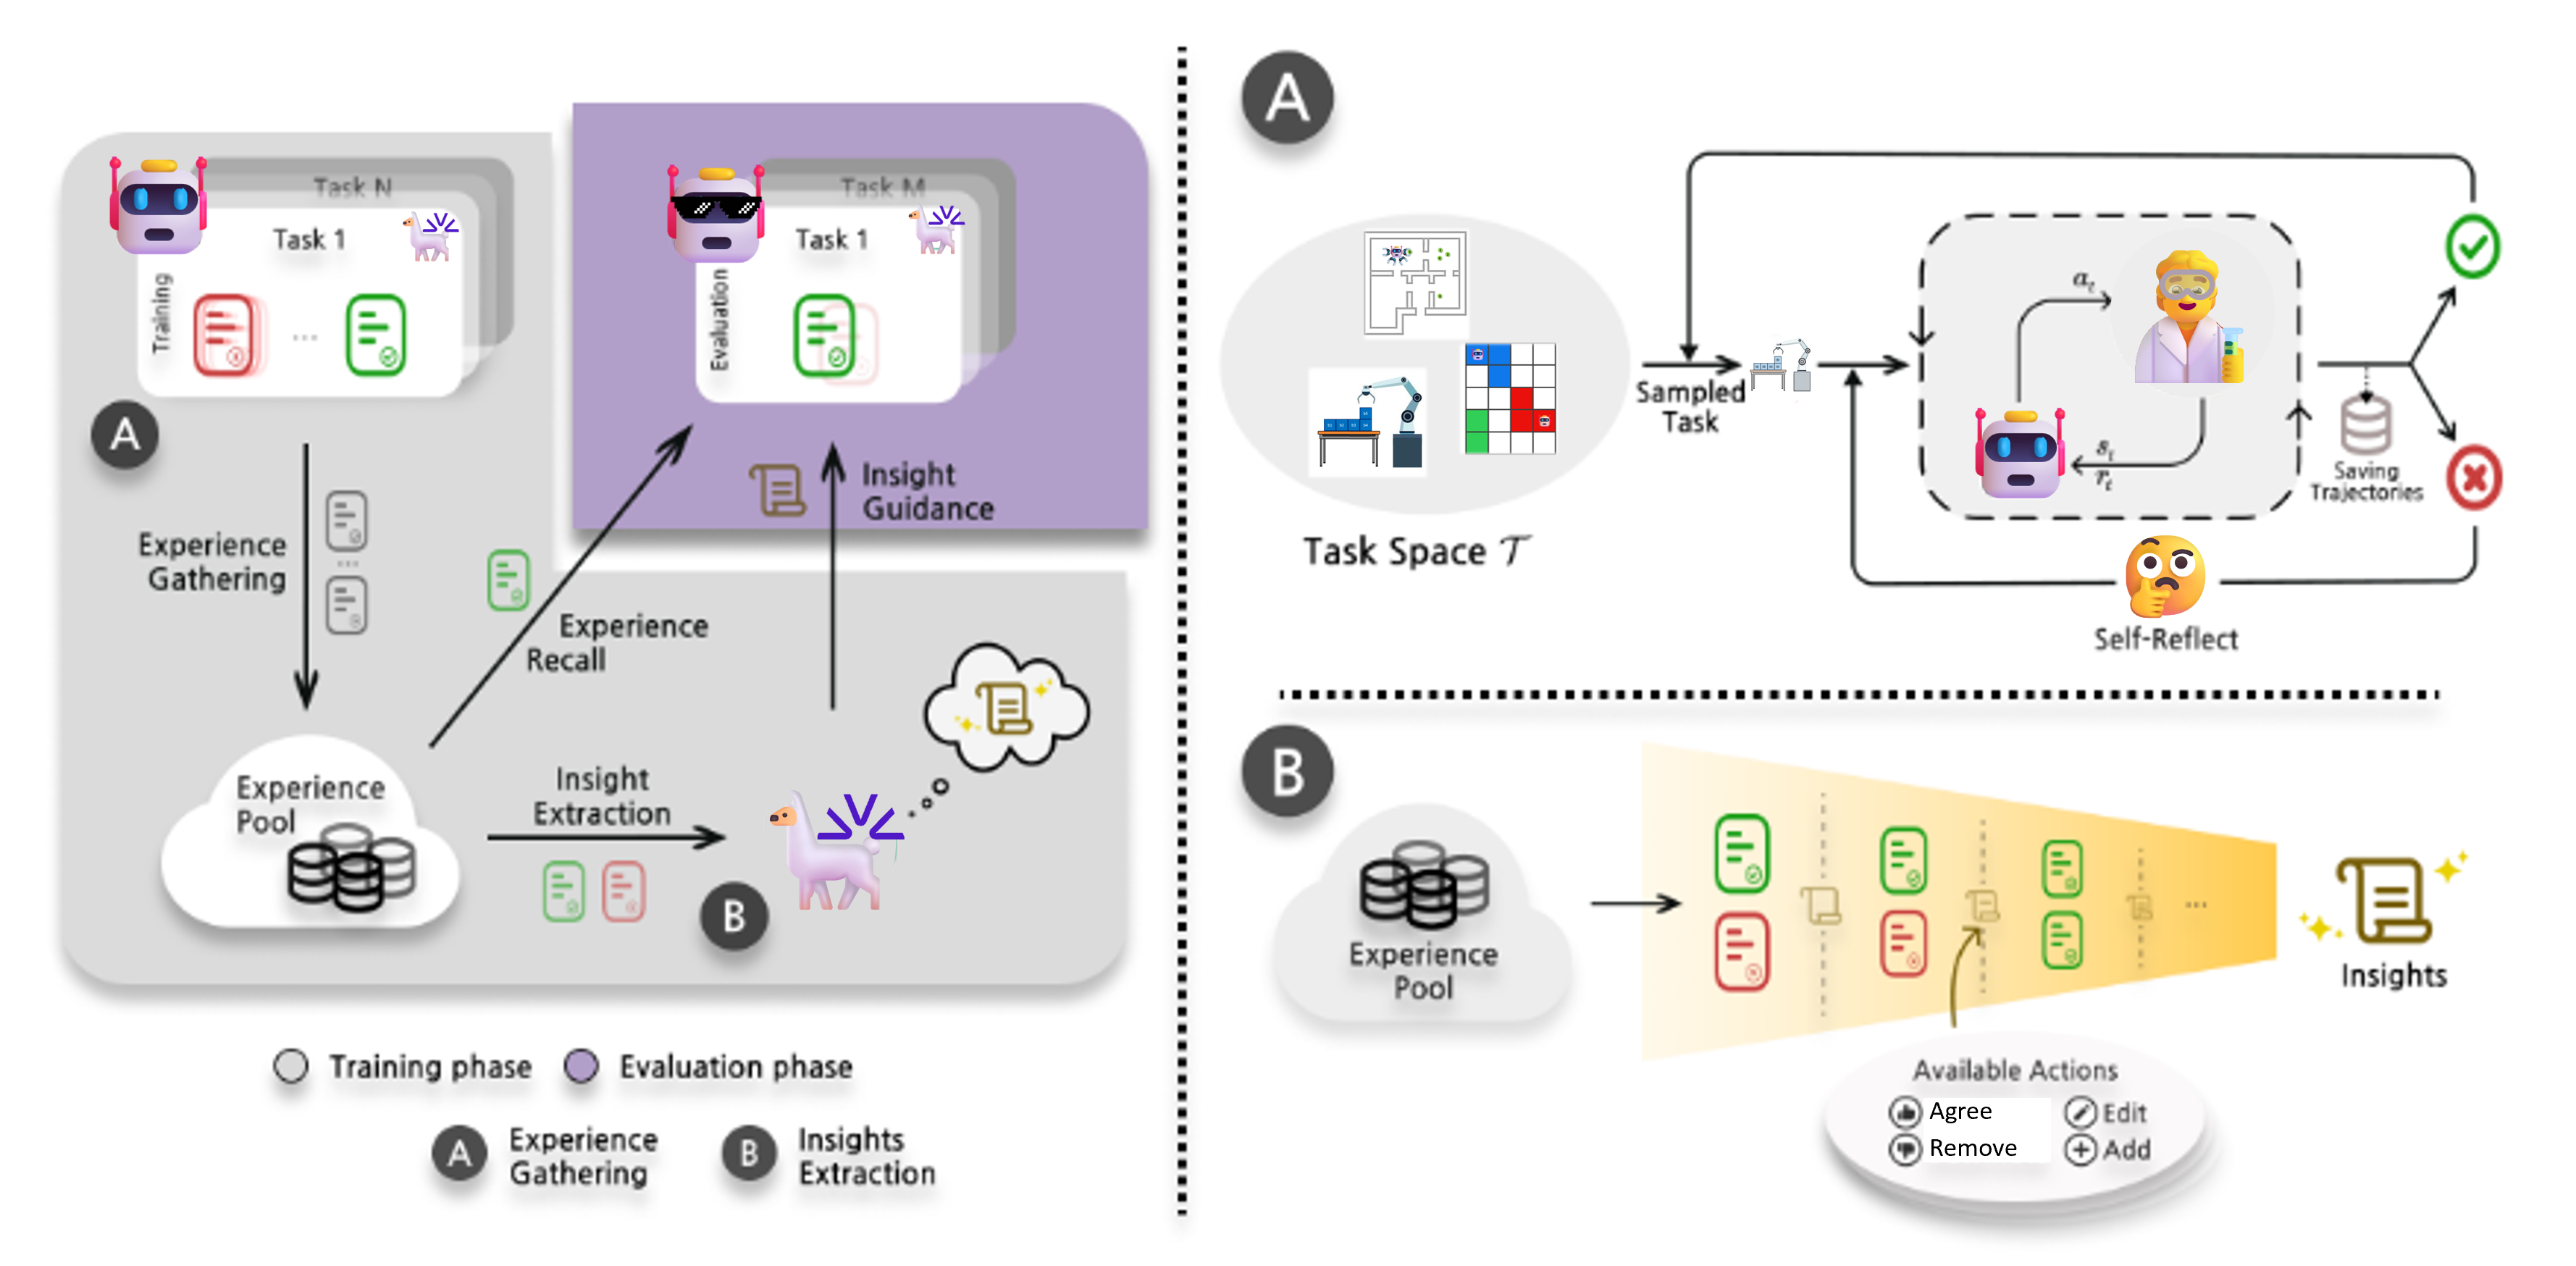 Task N
Task 1
Training
...
A
Task M
Task 1
Evaluation
Experience
Gathering
...
Experience
Recall
Insight
Guidance
Experience
Pool
Insight
Extraction
B
Training phase
Evaluation phase
A
Experience
Gathering
B
Insights
Extraction
A
Task Space 𝒯
Sampled
Task
a_t
s_t
r_t
Saving
Trajectories
Self-Reflect
B
Experience
Pool
...
Insights
Available Actions
Agree
Edit
Remove
Add